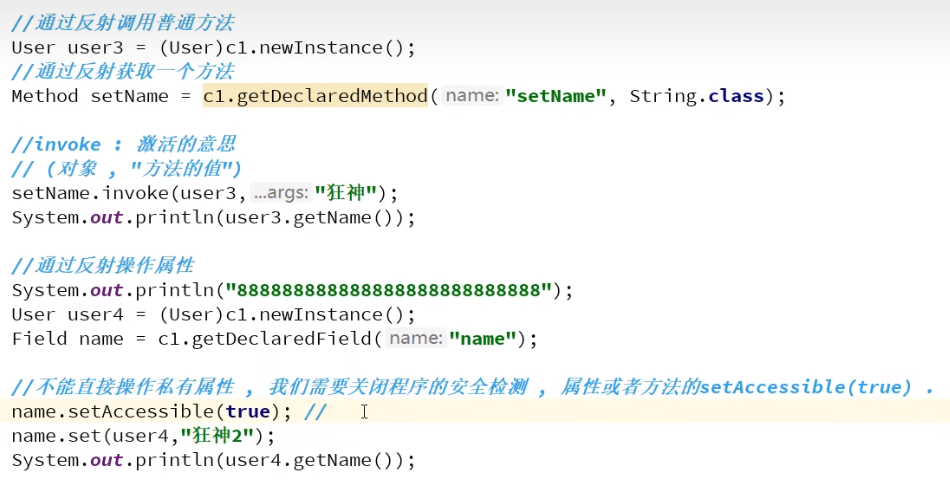 //通过反射调用普通方法
User user3 = (User)c1.newInstance();
//通过反射获取一个方法
Method setName = c1.getDeclaredMethod( name: "setName", String.class);
//invoke : 激活的意思
// (对象 , "方法的值")
setName.invoke(user3, ...args: "狂神");
System.out.println(user3.getName());
//通过反射操作属性
System.out.println("888888888888888888888888888");
User user4 = (User)c1.newInstance();
Field name = c1.getDeclaredField( name: "name");
//不能直接操作私有属性 , 我们需要关闭程序的安全检测 , 属性或者方法的setAccessible(true) .
name.setAccessible(true); //
name.set(user4,"狂神2");
System.out.println(user4.getName());